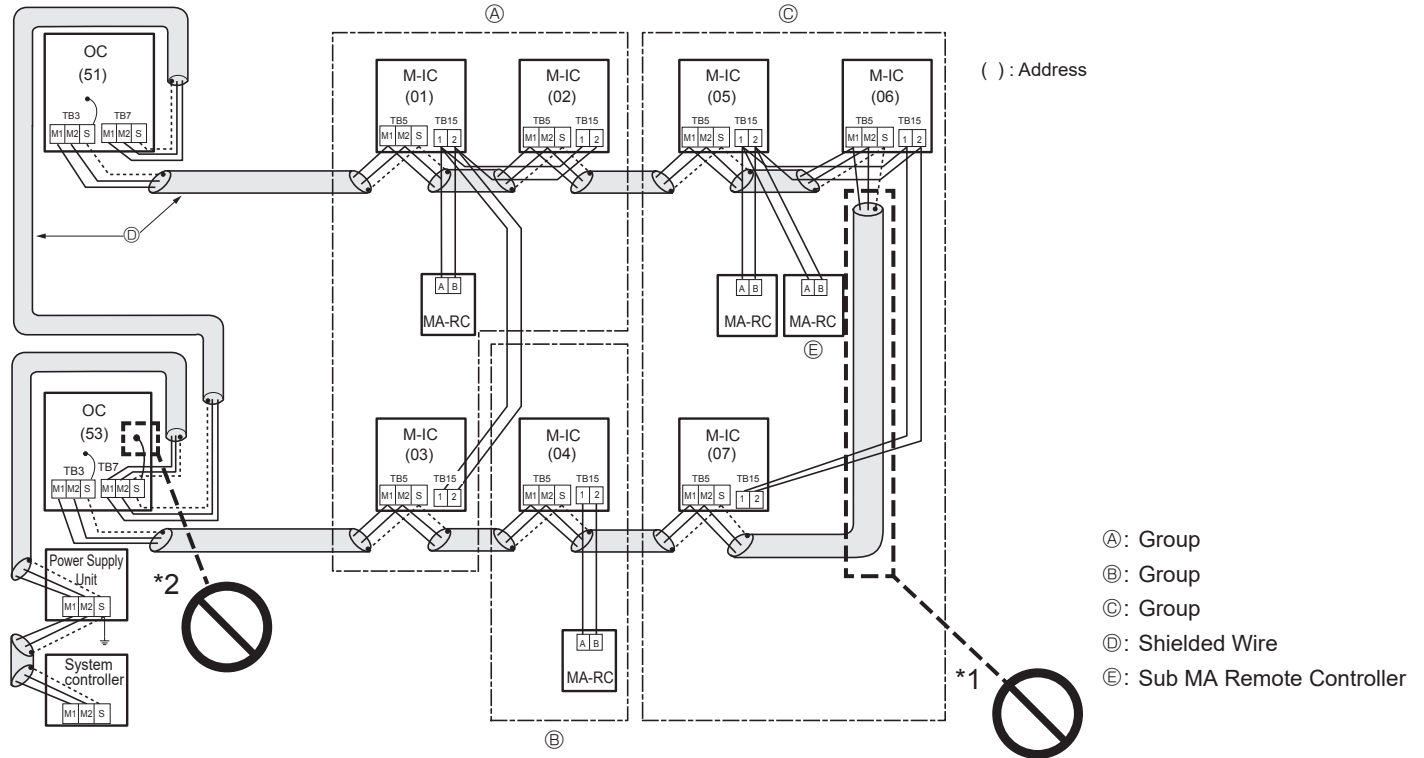 Ⓐ
Ⓒ
OC
(51)
TB3 TB7
M1 M2 S M1 M2 S
M-IC
(01)
TB5 TB15
M1 M2 S 1 2
M-IC
(02)
TB5 TB15
M1 M2 S 1 2
M-IC
(05)
TB5 TB15
M1 M2 S 1 2
M-IC
(06)
TB5 TB15
M1 M2 S 1 2
( ) : Address
Ⓓ
A B
MA-RC
A B
MA-RC
A B
MA-RC
Ⓔ
OC
(53)
TB3 TB7
M1 M2 S M1 M2 S
M-IC
(03)
TB5 TB15
M1 M2 S 1 2
M-IC
(04)
TB5 TB15
M1 M2 S 1 2
M-IC
(07)
TB5 TB15
M1 M2 S 1 2
Power Supply
Unit
M1 M2 S
*2
System
controller
M1 M2 S
A B
MA-RC
*1
Ⓑ
Ⓐ: Group
Ⓑ: Group
Ⓒ: Group
Ⓓ: Shielded Wire
Ⓔ: Sub MA Remote Controller